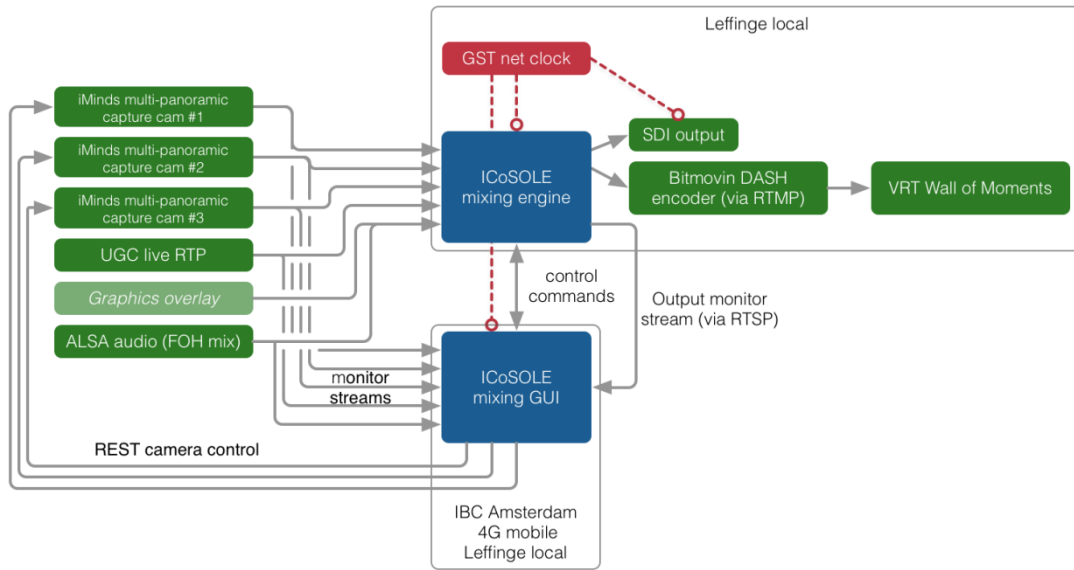 Leffinge local
GST net clock
iMinds multi-panoramic
capture cam #1
iMinds multi-panoramic
capture cam #2
iMinds multi-panoramic
capture cam #3
UGC live RTP
Graphics overlay
ALSA audio (FOH mix)
ICoSOLE
mixing engine
SDI output
Bitmovin DASH
encoder (via RTMP)
VRT Wall of Moments
control
commands
Output monitor
stream (via RTSP)
monitor
streams
ICoSOLE
mixing GUI
REST camera control
IBC Amsterdam
4G mobile
Leffinge local